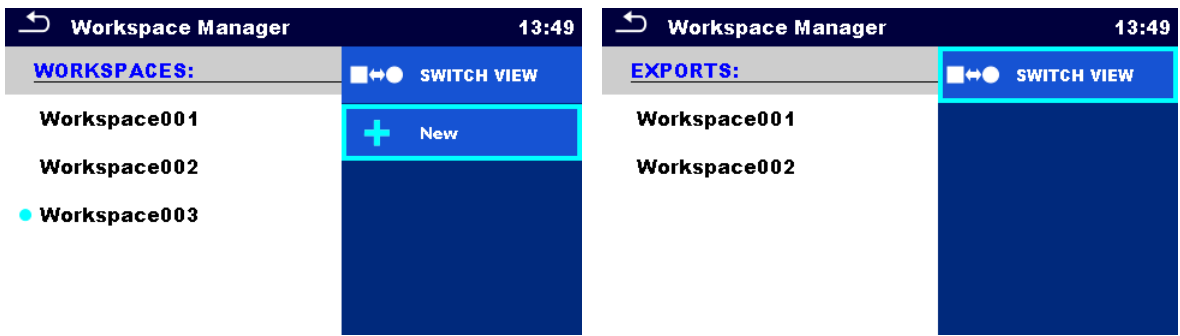 Workspace Manager 13:49
WORKSPACES:
SWITCH VIEW
Workspace001
New
Workspace002
Workspace003
Workspace Manager 13:49
EXPORTS:
SWITCH VIEW
Workspace001
Workspace002